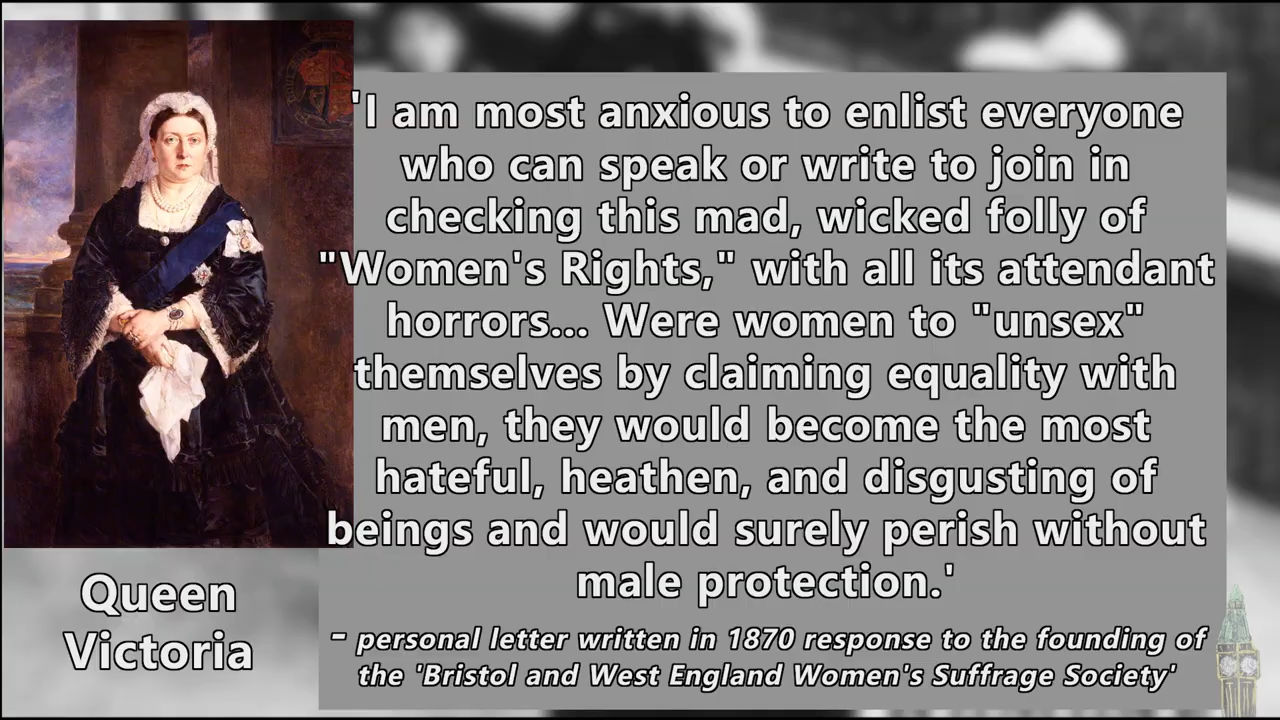 'I am most anxious to enlist everyone
who can speak or write to join in
checking this mad, wicked folly of
"Women's Rights," with all its attendant
horrors... Were women to "unsex"
themselves by claiming equality with
men, they would become the most
hateful, heathen, and disgusting of
beings and would surely perish without
male protection.'
- personal letter written in 1870 response to the founding of
the 'Bristol and West England Women's Suffrage Society'
Queen
Victoria